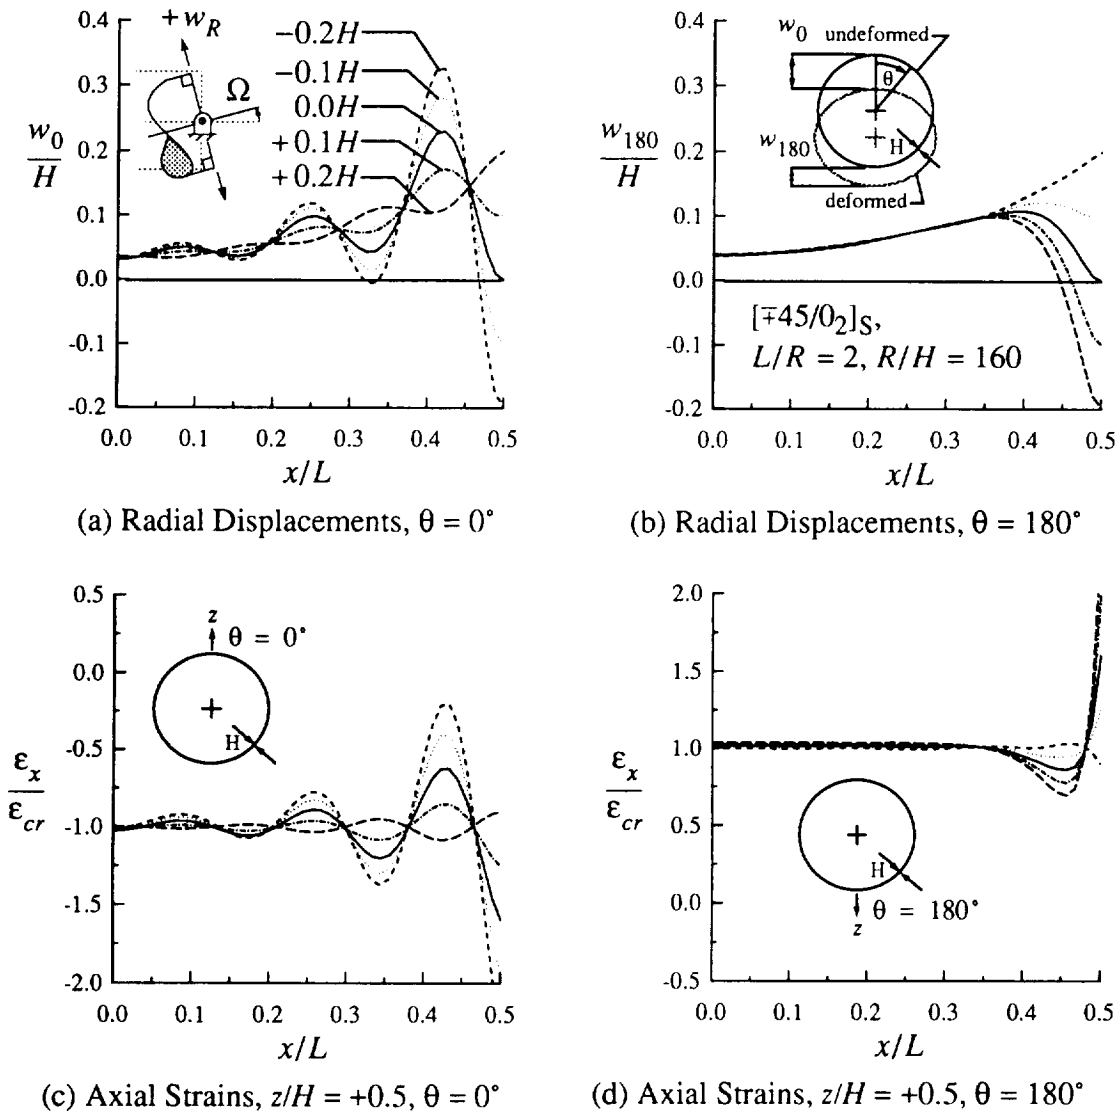 +w_R
Ω
−0.2H
−0.1H
0.0H
+0.1H
+0.2H
w_0/H
0.4
0.3
0.2
0.1
0.0
-0.1
-0.2
0.0 0.1 0.2 0.3 0.4 0.5
x/L
(a) Radial Displacements, θ = 0°
w_0
undeformed
θ
H
w_180
deformed
w_180/H
0.4
0.3
0.2
0.1
0.0
-0.1
-0.2
[∓45/0_2]_S,
L/R = 2, R/H = 160
0.0 0.1 0.2 0.3 0.4 0.5
x/L
(b) Radial Displacements, θ = 180°
0.5
0.0
-0.5
-1.0
-1.5
-2.0
ε_x/ε_cr
z
θ = 0°
H
0.0 0.1 0.2 0.3 0.4 0.5
x/L
(c) Axial Strains, z/H = +0.5, θ = 0°
2.0
1.5
1.0
0.5
0.0
-0.5
ε_x/ε_cr
H
θ = 180°
z
0.0 0.1 0.2 0.3 0.4 0.5
x/L
(d) Axial Strains, z/H = +0.5, θ = 180°